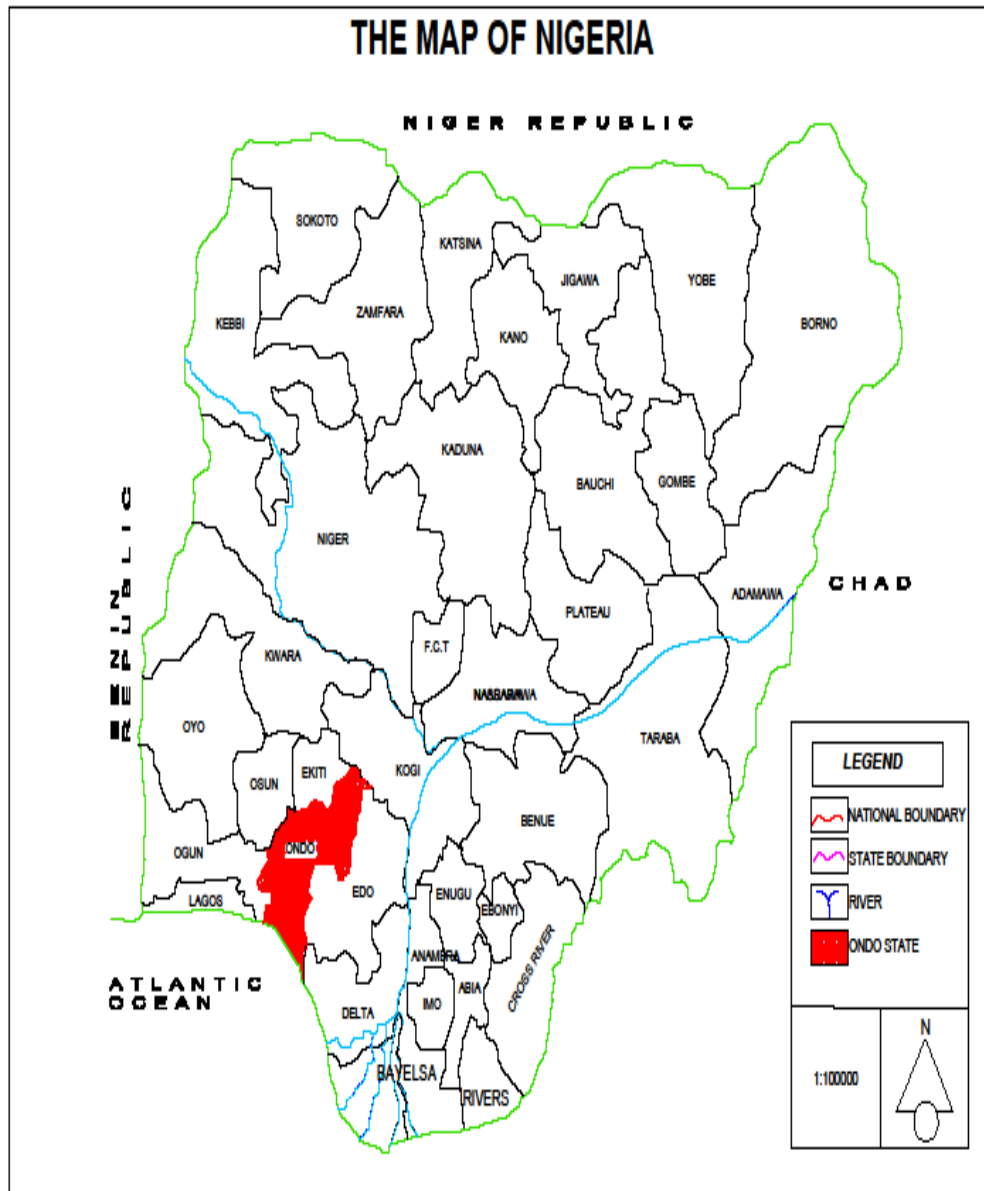 THE MAP OF NIGERIA
NIGER REPUBLIC
SOKOTO
KATSINA
JIGAWA
YOBE
KEBBI
ZAMFARA
KANO
BORNO
KADUNA
BAUCHI
GOMBE
NIGER
REPUBLIC
CHAD
ADAMAWA
PLATEAU
F.C.T
KWARA
OYO
TARABA
KOGI
EKITI
OSUN
BENUE
ONDO
OGUN
EDO
ENUGU
LAGOS
EBONYI
ANAMBRA
CROSS RIVER
ATLANTIC
OCEAN
ABIA
IMO
DELTA
BAYELSA
RIVERS
LEGEND
NATIONAL BOUNDARY
STATE BOUNDARY
RIVER
ONDO STATE
N
1:100000